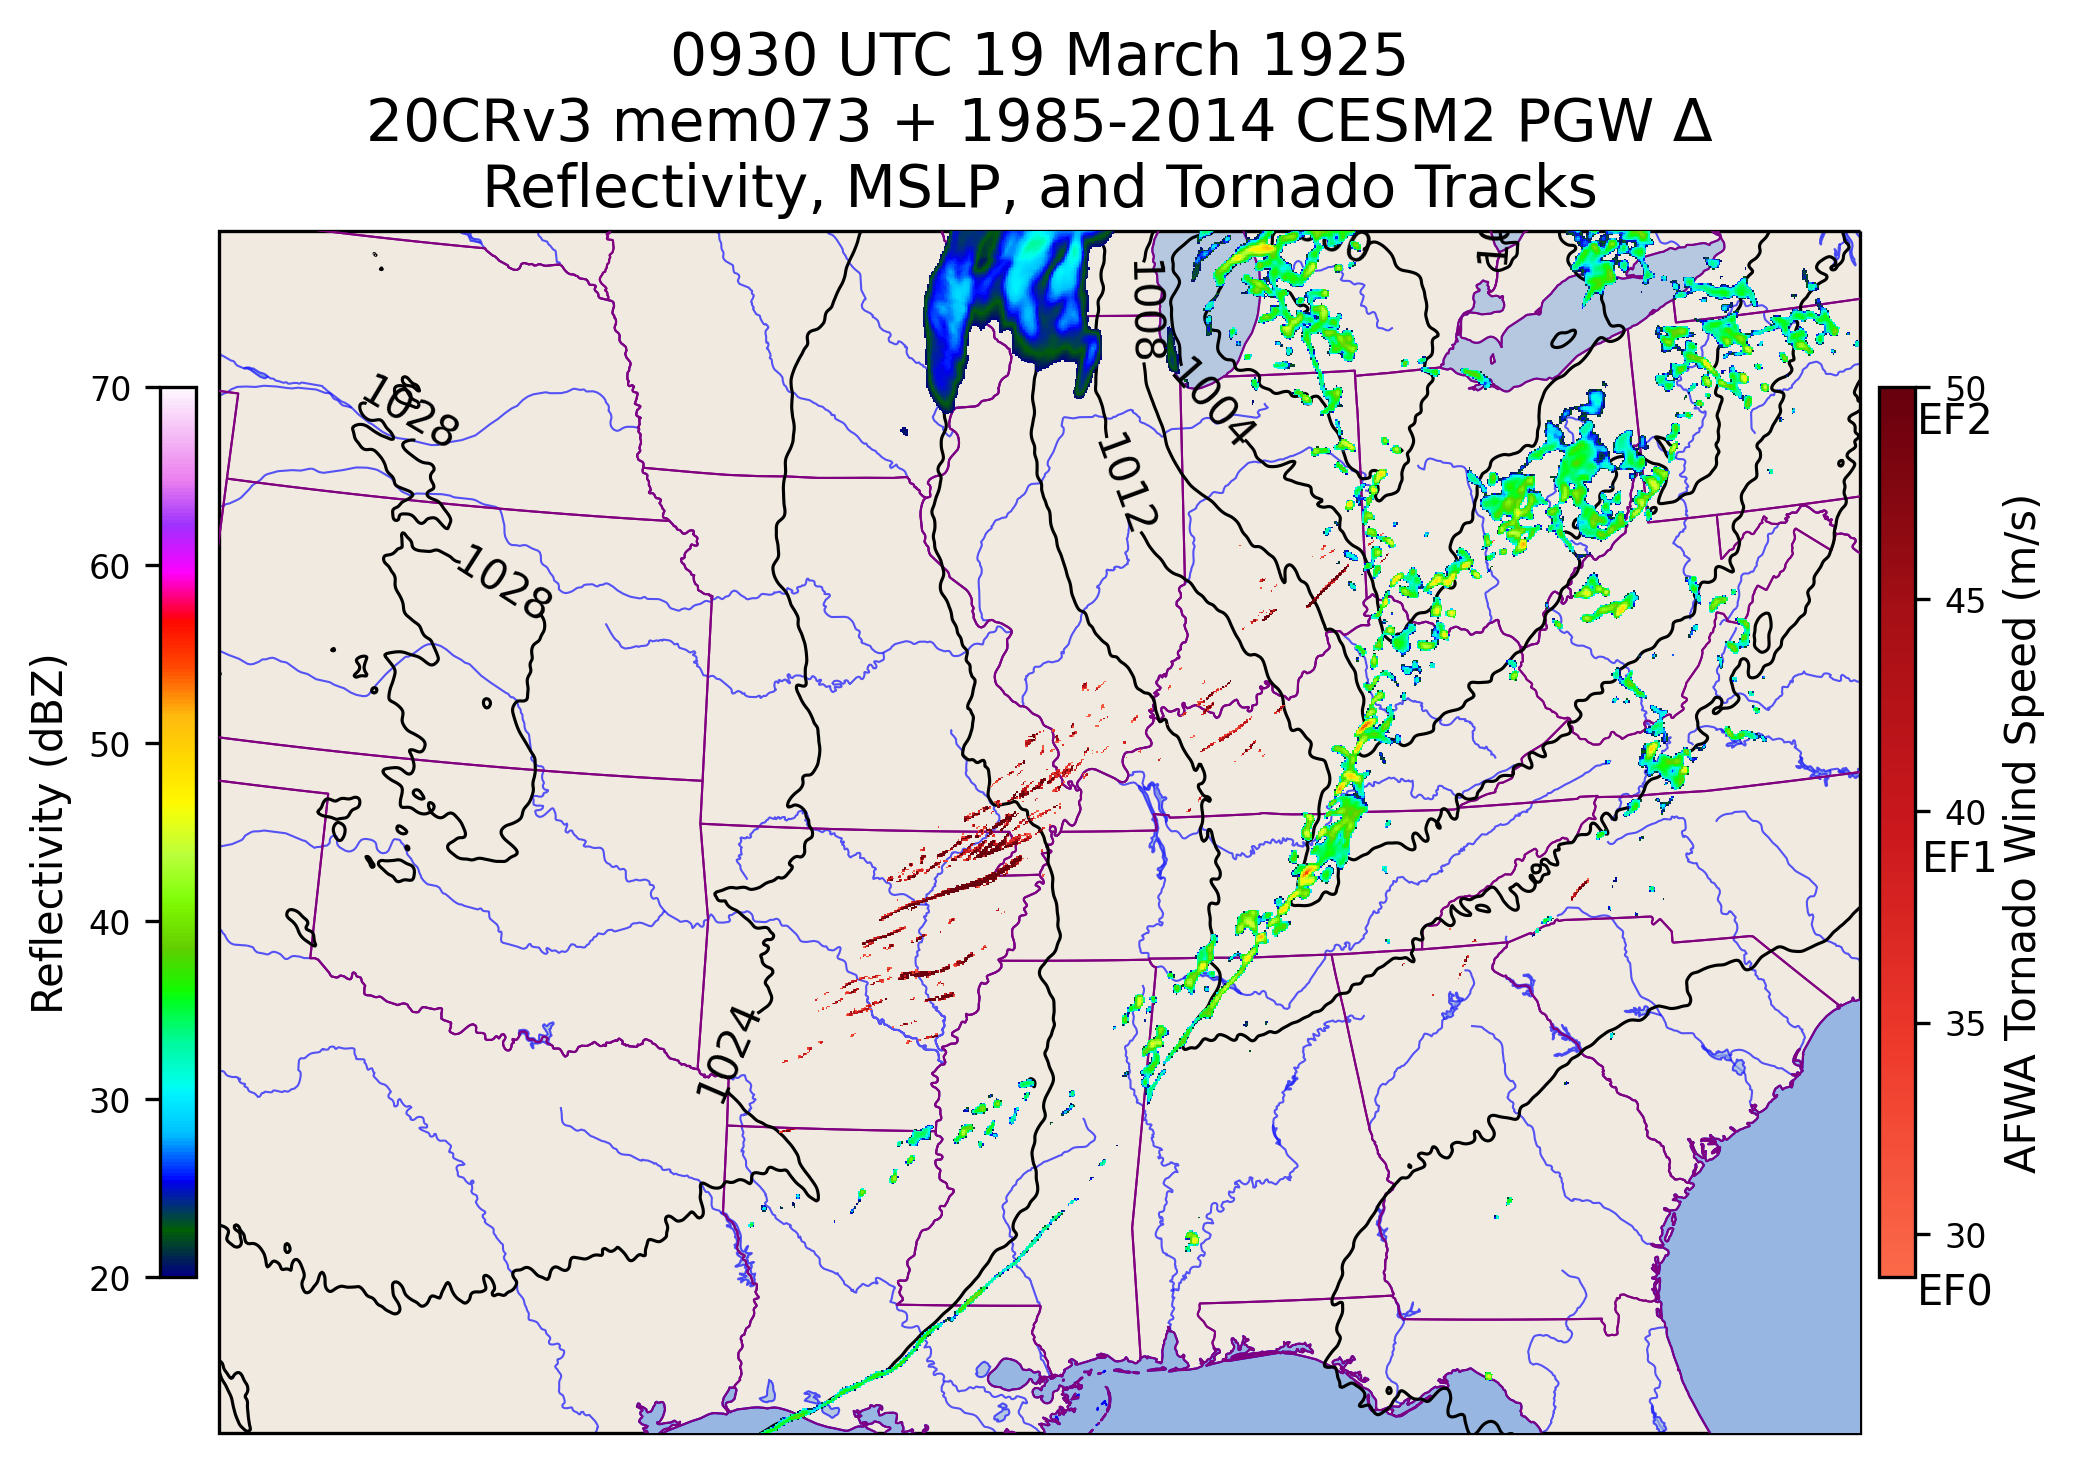 0930 UTC 19 March 1925
20CRv3 mem073 + 1985-2014 CESM2 PGW Δ
Reflectivity, MSLP, and Tornado Tracks
70
60
50
40
30
20
Reflectivity (dBZ)
1008
1004
1028
1012
1028
1024
50
EF2
45
40
EF1
35
30
EF0
AFWA Tornado Wind Speed (m/s)